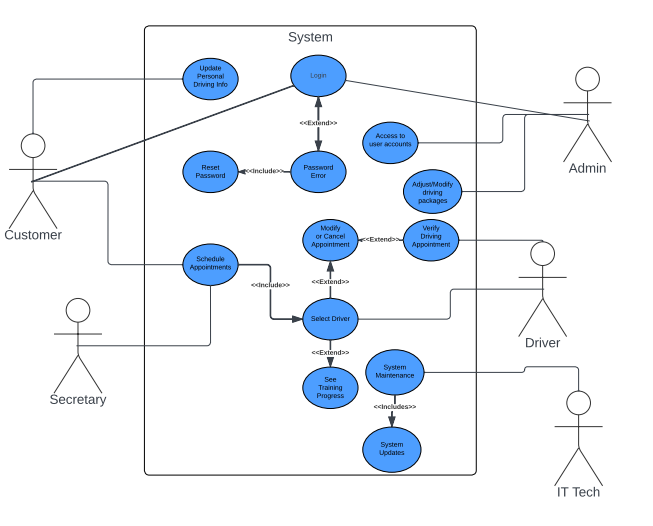 System
Update
Personal
Driving Info
Login
<<Extend>>
Access to
user accounts
Admin
Reset
Password
<<Include>>
Password
Error
Adjust/Modify
driving
packages
Customer
Modify
or Cancel
Appointment
<<Extend>>
Verify
Driving
Appointment
Schedule
Appointments
<<Include>>
<<Extend>>
Select Driver
Driver
<<Extend>>
System
Maintenance
See
Training
Progress
Secretary
<<Includes>>
System
Updates
IT Tech